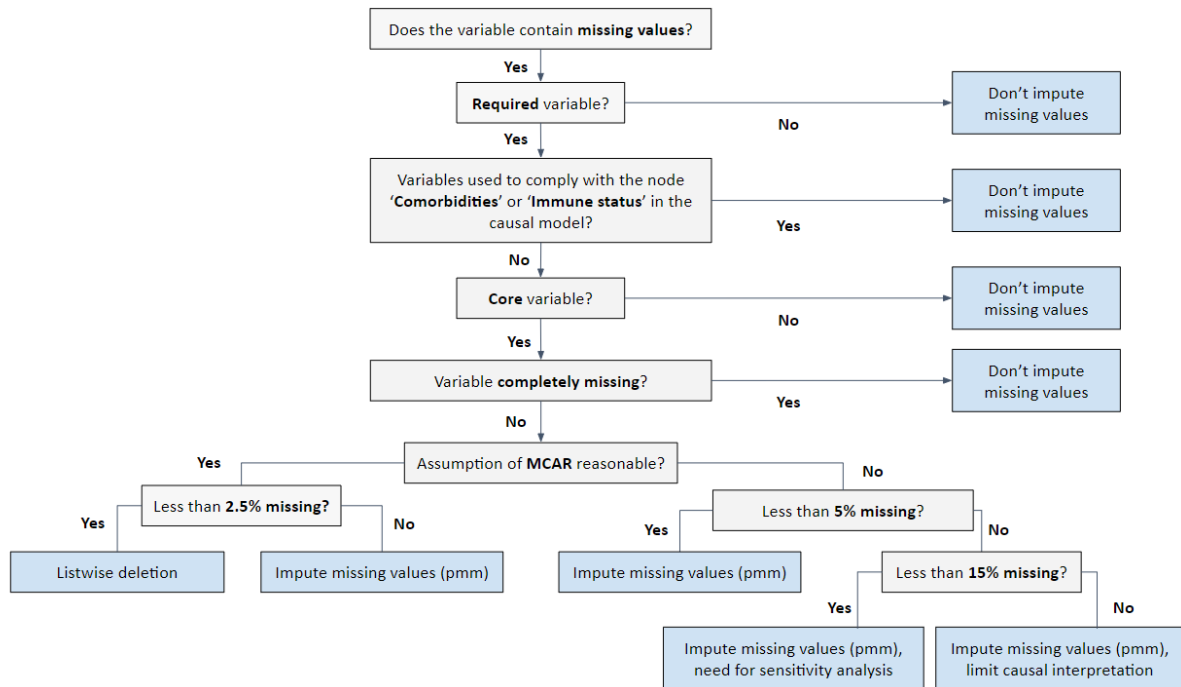 Does the variable contain missing values?
Yes
Required variable?
No
Don't impute
missing values
Yes
Variables used to comply with the node
‘Comorbidities’ or ‘Immune status’ in the
causal model?
Yes
Don't impute
missing values
No
Core variable?
No
Don't impute
missing values
Yes
Variable completely missing?
Yes
Don't impute
missing values
No
Assumption of MCAR reasonable?
Yes
No
Less than 2.5% missing?
Less than 5% missing?
Yes
No
Yes
No
Listwise deletion
Impute missing values (pmm)
Impute missing values (pmm)
Less than 15% missing?
Yes
No
Impute missing values (pmm),
need for sensitivity analysis
Impute missing values (pmm),
limit causal interpretation